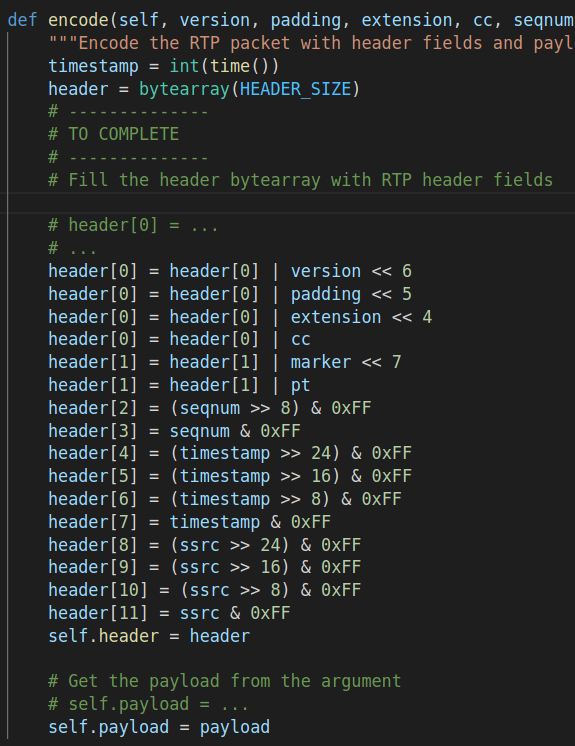 def encode(self, version, padding, extension, cc, seqnum
"""Encode the RTP packet with header fields and payl
timestamp = int(time())
header = bytearray(HEADER_SIZE)
# --------------
# TO COMPLETE
# --------------
# Fill the header bytearray with RTP header fields
# header[0] = ...
# ...
header[0] = header[0] | version << 6
header[0] = header[0] | padding << 5
header[0] = header[0] | extension << 4
header[0] = header[0] | cc
header[1] = header[1] | marker << 7
header[1] = header[1] | pt
header[2] = (seqnum >> 8) & 0xFF
header[3] = seqnum & 0xFF
header[4] = (timestamp >> 24) & 0xFF
header[5] = (timestamp >> 16) & 0xFF
header[6] = (timestamp >> 8) & 0xFF
header[7] = timestamp & 0xFF
header[8] = (ssrc >> 24) & 0xFF
header[9] = (ssrc >> 16) & 0xFF
header[10] = (ssrc >> 8) & 0xFF
header[11] = ssrc & 0xFF
self.header = header
# Get the payload from the argument
# self.payload = ...
self.payload = payload